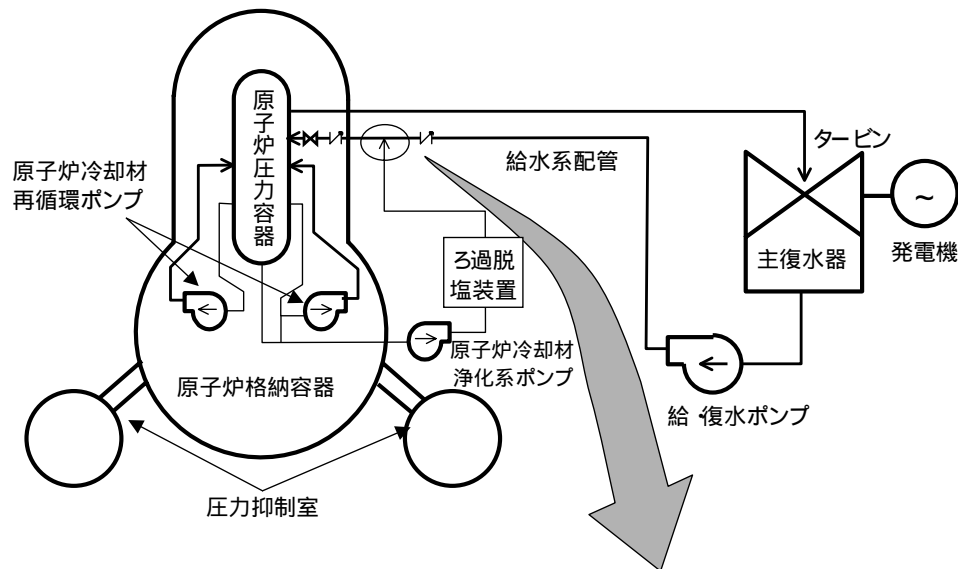 原子炉圧力容器
原子炉冷却材
再循環ポンプ
給水系配管
タービン
~
発電機
主復水器
ろ過脱
塩装置
原子炉冷却材
浄化系ポンプ
原子炉格納容器
給・復水ポンプ
圧力抑制室